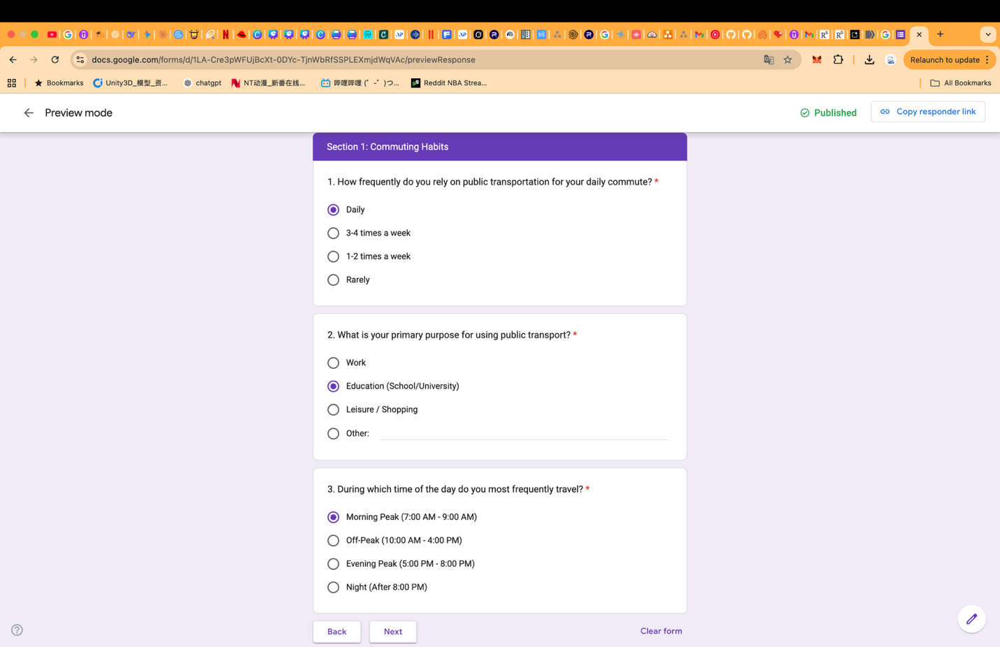 docs.google.com/forms/d/1LA-Cre3pWFUjBcXt-0DYc-TjnWbRfSSPLEXmjdWqVAc/previewResponse
Relaunch to update
Bookmarks
Unity3D_模型_资...
chatgpt
NT动漫_新番在线...
哔哩哔哩 (゜-゜)つ...
Reddit NBA Strea...
All Bookmarks
Preview mode
Published
Copy responder link
Section 1: Commuting Habits
1. How frequently do you rely on public transportation for your daily commute? *
Daily
3-4 times a week
1-2 times a week
Rarely
2. What is your primary purpose for using public transport? *
Work
Education (School/University)
Leisure / Shopping
Other:
3. During which time of the day do you most frequently travel? *
Morning Peak (7:00 AM - 9:00 AM)
Off-Peak (10:00 AM - 4:00 PM)
Evening Peak (5:00 PM - 8:00 PM)
Night (After 8:00 PM)
Back
Next
Clear form